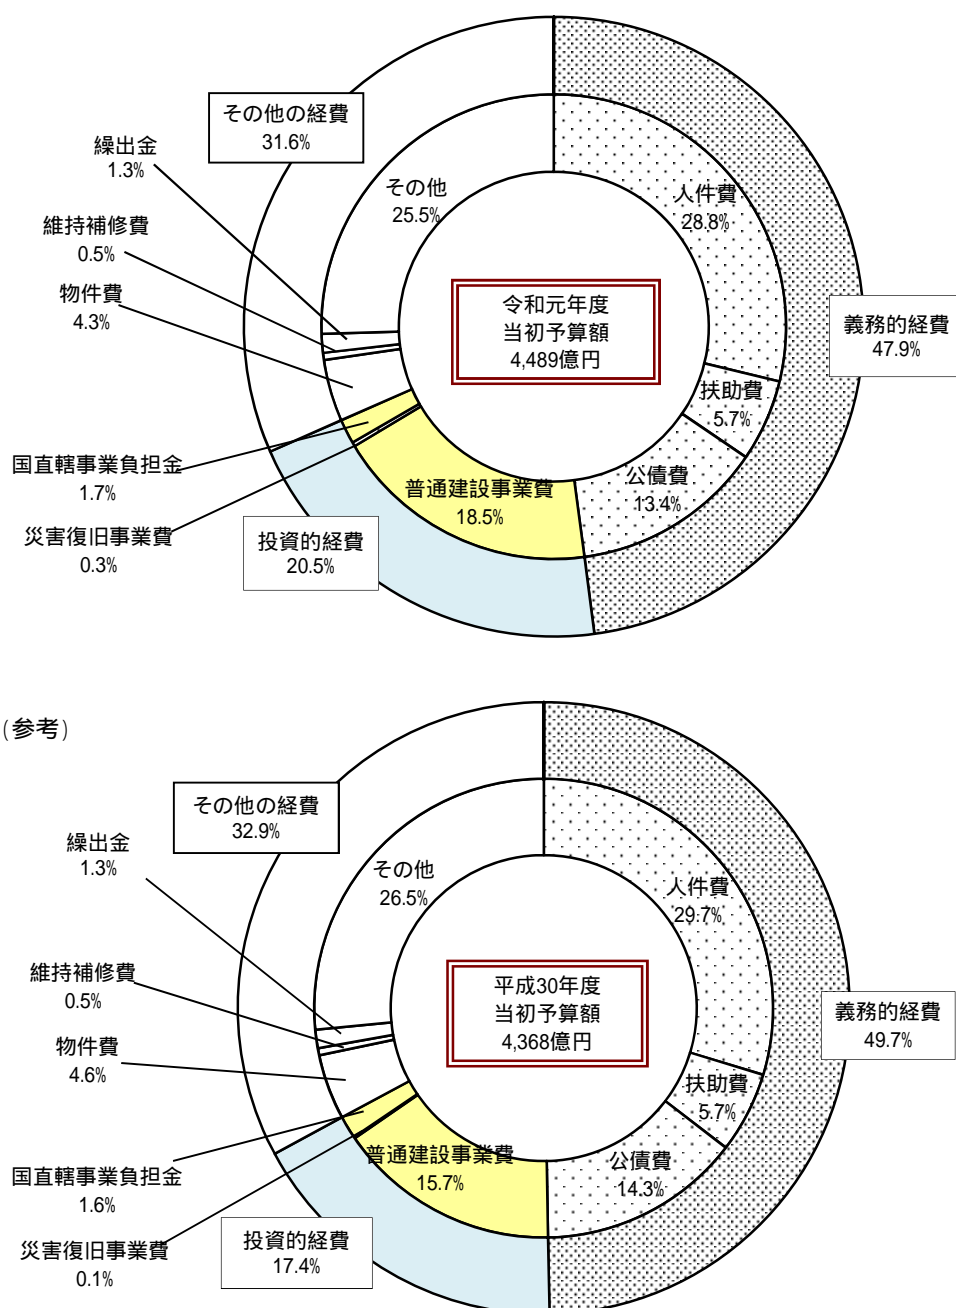 その他の経費
31.6%
繰出金
1.3%
その他
25.5%
人件費
28.8%
維持補修費
0.5%
物件費
4.3%
令和元年度
当初予算額
4,489億円
義務的経費
47.9%
扶助費
5.7%
国直轄事業負担金
1.7%
普通建設事業費
18.5%
公債費
13.4%
災害復旧事業費
0.3%
投資的経費
20.5%
(参考)
その他の経費
32.9%
繰出金
1.3%
その他
26.5%
人件費
29.7%
維持補修費
0.5%
物件費
4.6%
平成30年度
当初予算額
4,368億円
義務的経費
49.7%
扶助費
5.7%
国直轄事業負担金
1.6%
普通建設事業費
15.7%
公債費
14.3%
災害復旧事業費
0.1%
投資的経費
17.4%